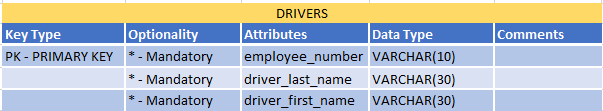 DRIVERS
Key Type Optionality Attributes Data Type Comments
PK - PRIMARY KEY * - Mandatory employee_number VARCHAR(10)
* - Mandatory driver_last_name VARCHAR(30)
* - Mandatory driver_first_name VARCHAR(30)